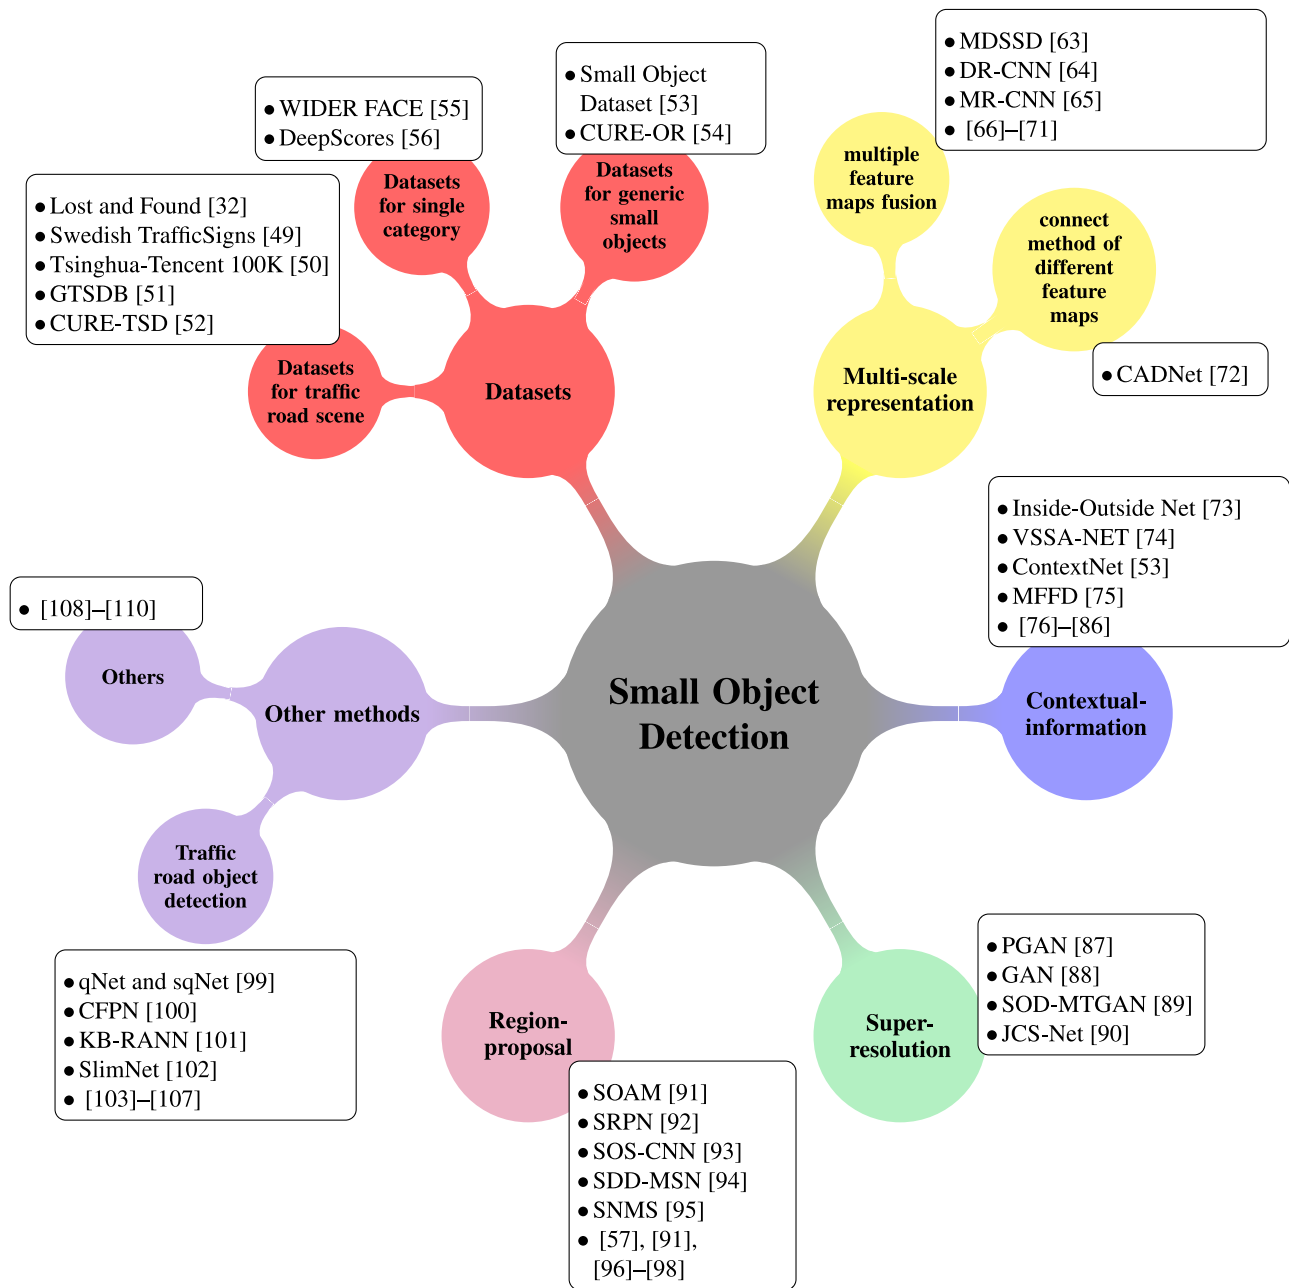 Small Object
Detection
Datasets
Datasets
for traffic
road scene
● Lost and Found [32]
● Swedish TrafficSigns [49]
● Tsinghua-Tencent 100K [50]
● GTSDB [51]
● CURE-TSD [52]
Datasets
for single
category
● WIDER FACE [55]
● DeepScores [56]
Datasets
for generic
small
objects
● Small Object
Dataset [53]
● CURE-OR [54]
Multi-scale
representation
multiple
feature
maps fusion
● MDSSD [63]
● DR-CNN [64]
● MR-CNN [65]
● [66]–[71]
connect
method of
different
feature
maps
● CADNet [72]
Contextual-
information
● Inside-Outside Net [73]
● VSSA-NET [74]
● ContextNet [53]
● MFFD [75]
● [76]–[86]
Super-
resolution
● PGAN [87]
● GAN [88]
● SOD-MTGAN [89]
● JCS-Net [90]
Region-
proposal
● SOAM [91]
● SRPN [92]
● SOS-CNN [93]
● SDD-MSN [94]
● SNMS [95]
● [57], [91],
[96]–[98]
Other methods
Others
● [108]–[110]
Traffic
road object
detection
● qNet and sqNet [99]
● CFPN [100]
● KB-RANN [101]
● SlimNet [102]
● [103]–[107]